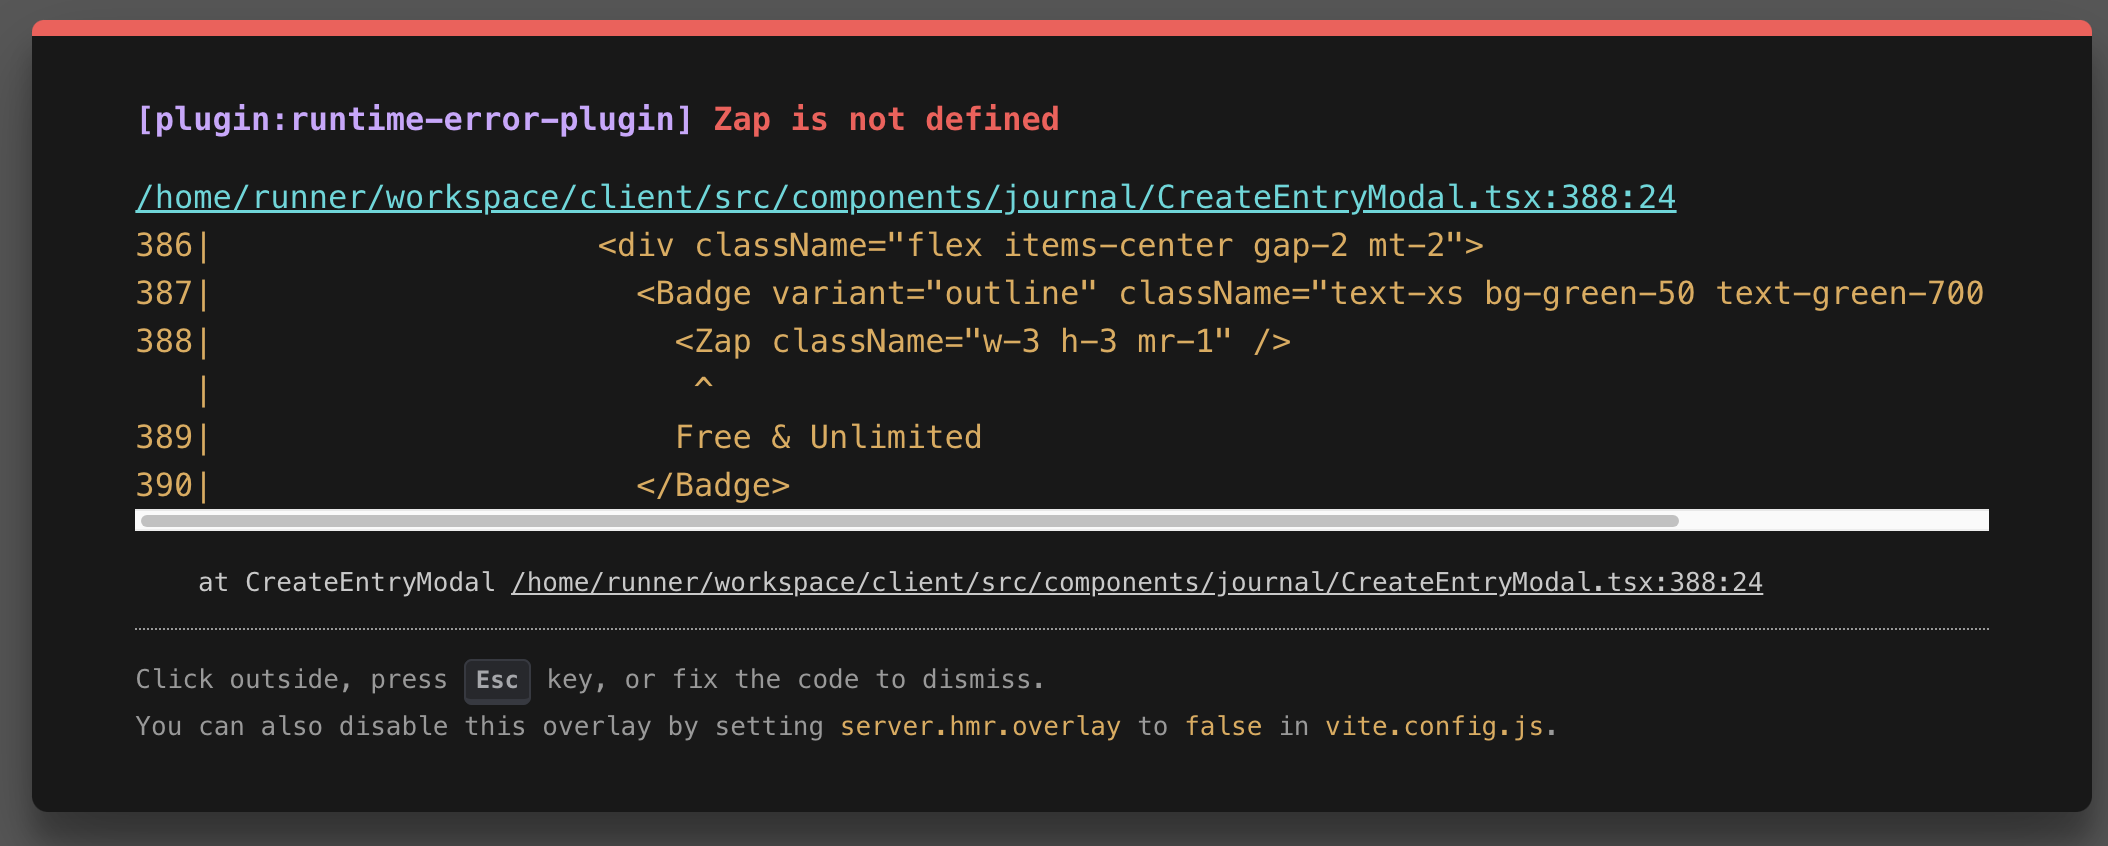 [plugin:runtime-error-plugin] Zap is not defined
/home/runner/workspace/client/src/components/journal/CreateEntryModal.tsx:388:24
386|                    <div className="flex items-center gap-2 mt-2">
387|                      <Badge variant="outline" className="text-xs bg-green-50 text-green-700
388|                        <Zap className="w-3 h-3 mr-1" />
   |                         ^
389|                        Free & Unlimited
390|                      </Badge>
at CreateEntryModal /home/runner/workspace/client/src/components/journal/CreateEntryModal.tsx:388:24
Click outside, press Esc key, or fix the code to dismiss.
You can also disable this overlay by setting server.hmr.overlay to false in vite.config.js.